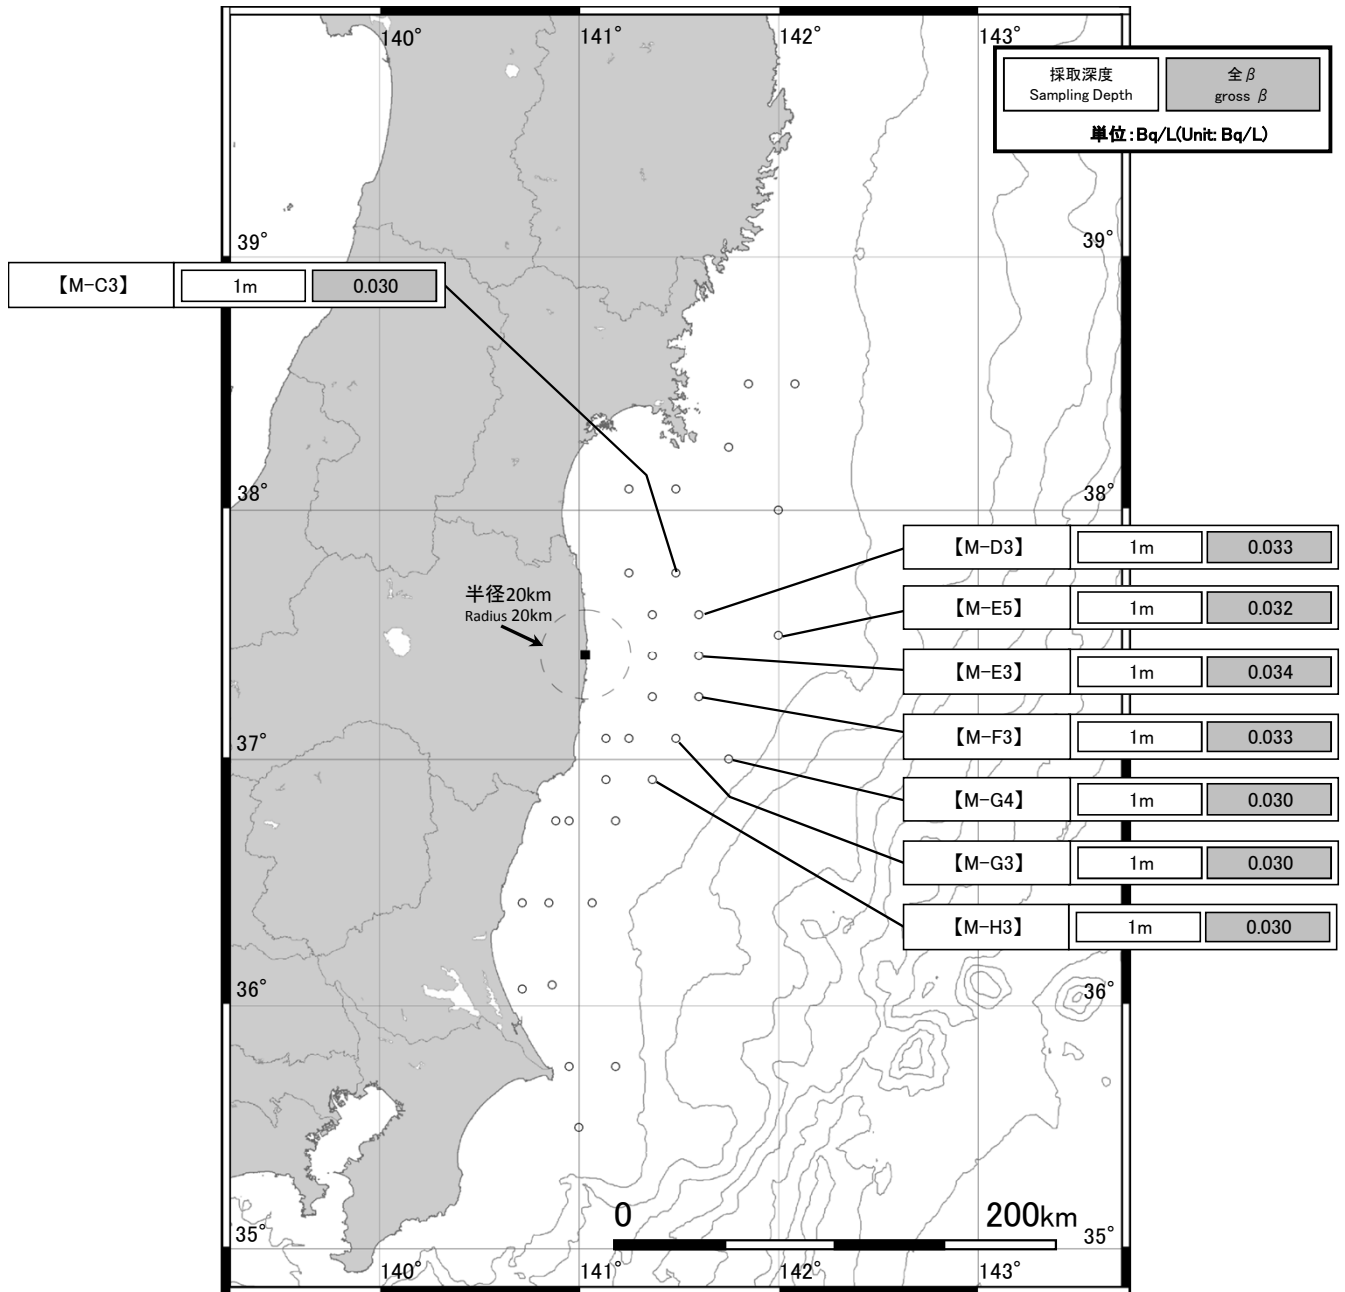 140°
141°
142°
143°
採取深度
Sampling Depth
全β
gross β
単位:Bq/L(Unit: Bq/L)
39°
39°
【M-C3】 1m 0.030
38°
38°
【M-D3】 1m 0.033
【M-E5】 1m 0.032
半径20km
Radius 20km
【M-E3】 1m 0.034
【M-F3】 1m 0.033
37°
【M-G4】 1m 0.030
【M-G3】 1m 0.030
【M-H3】 1m 0.030
36°
36°
0
200km
35°
35°
140°
141°
142°
143°